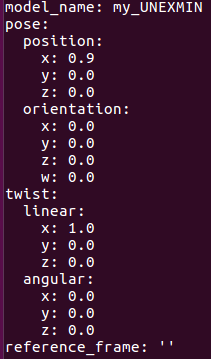 model_name: my_UNEXMIN
pose:
  position:
    x: 0.9
    y: 0.0
    z: 0.0
  orientation:
    x: 0.0
    y: 0.0
    z: 0.0
    w: 0.0
twist:
  linear:
    x: 1.0
    y: 0.0
    z: 0.0
  angular:
    x: 0.0
    y: 0.0
    z: 0.0
reference_frame: ''